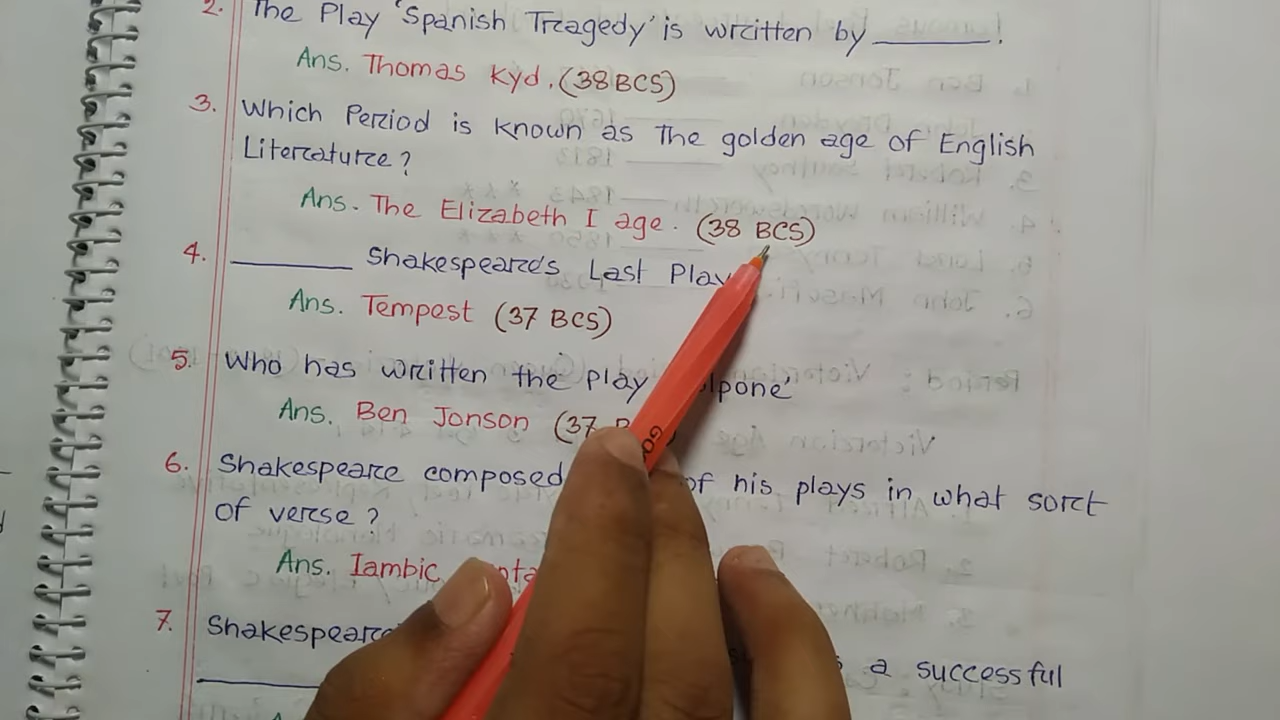 2. The Play 'Spanish Tragedy' is written by ______.
Ans. Thomas Kyd. (38 BCS)
3. Which Period is known as the golden age of English
Literature?
Ans. The Elizabeth I age. (38 BCS)
4. ______ Shakespeare's Last Play
Ans. Tempest (37 BCS)
5. Who has written the Play
Ans. Ben Jonson (37
6. Shakespeare composed of his plays in what sort
of verse?
Ans. Iambic
7. a successful
______